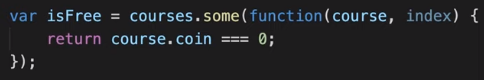 var isFree = courses.some(function(course, index) {
    return course.coin === 0;
});